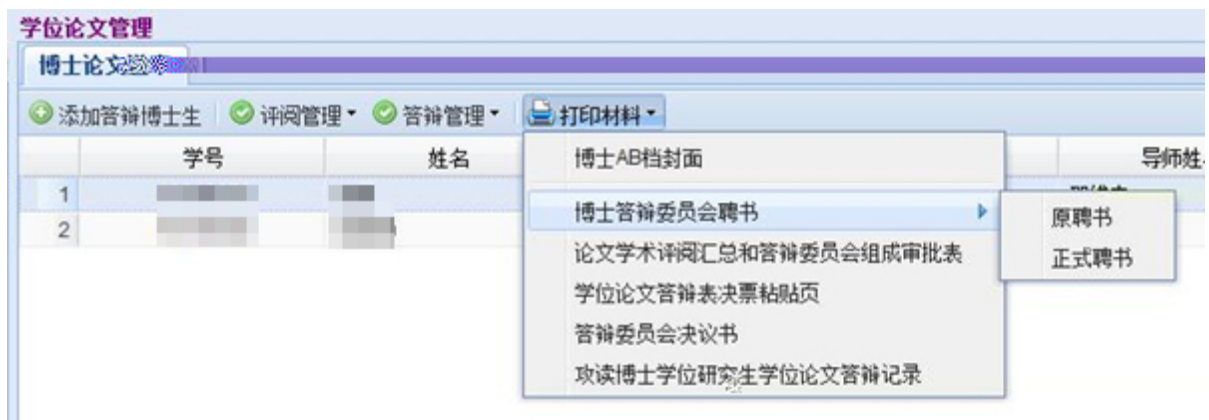 学位论文管理
博士论文
添加答辩博士生 评阅管理 答辩管理 打印材料
学号 姓名 导师姓
博士AB档封面
1
博士答辩委员会聘书 原聘书
2
论文学术评阅汇总和答辩委员会组成审批表 正式聘书
学位论文答辩表决票粘贴页
答辩委员会决议书
攻读博士学位研究生学位论文答辩记录